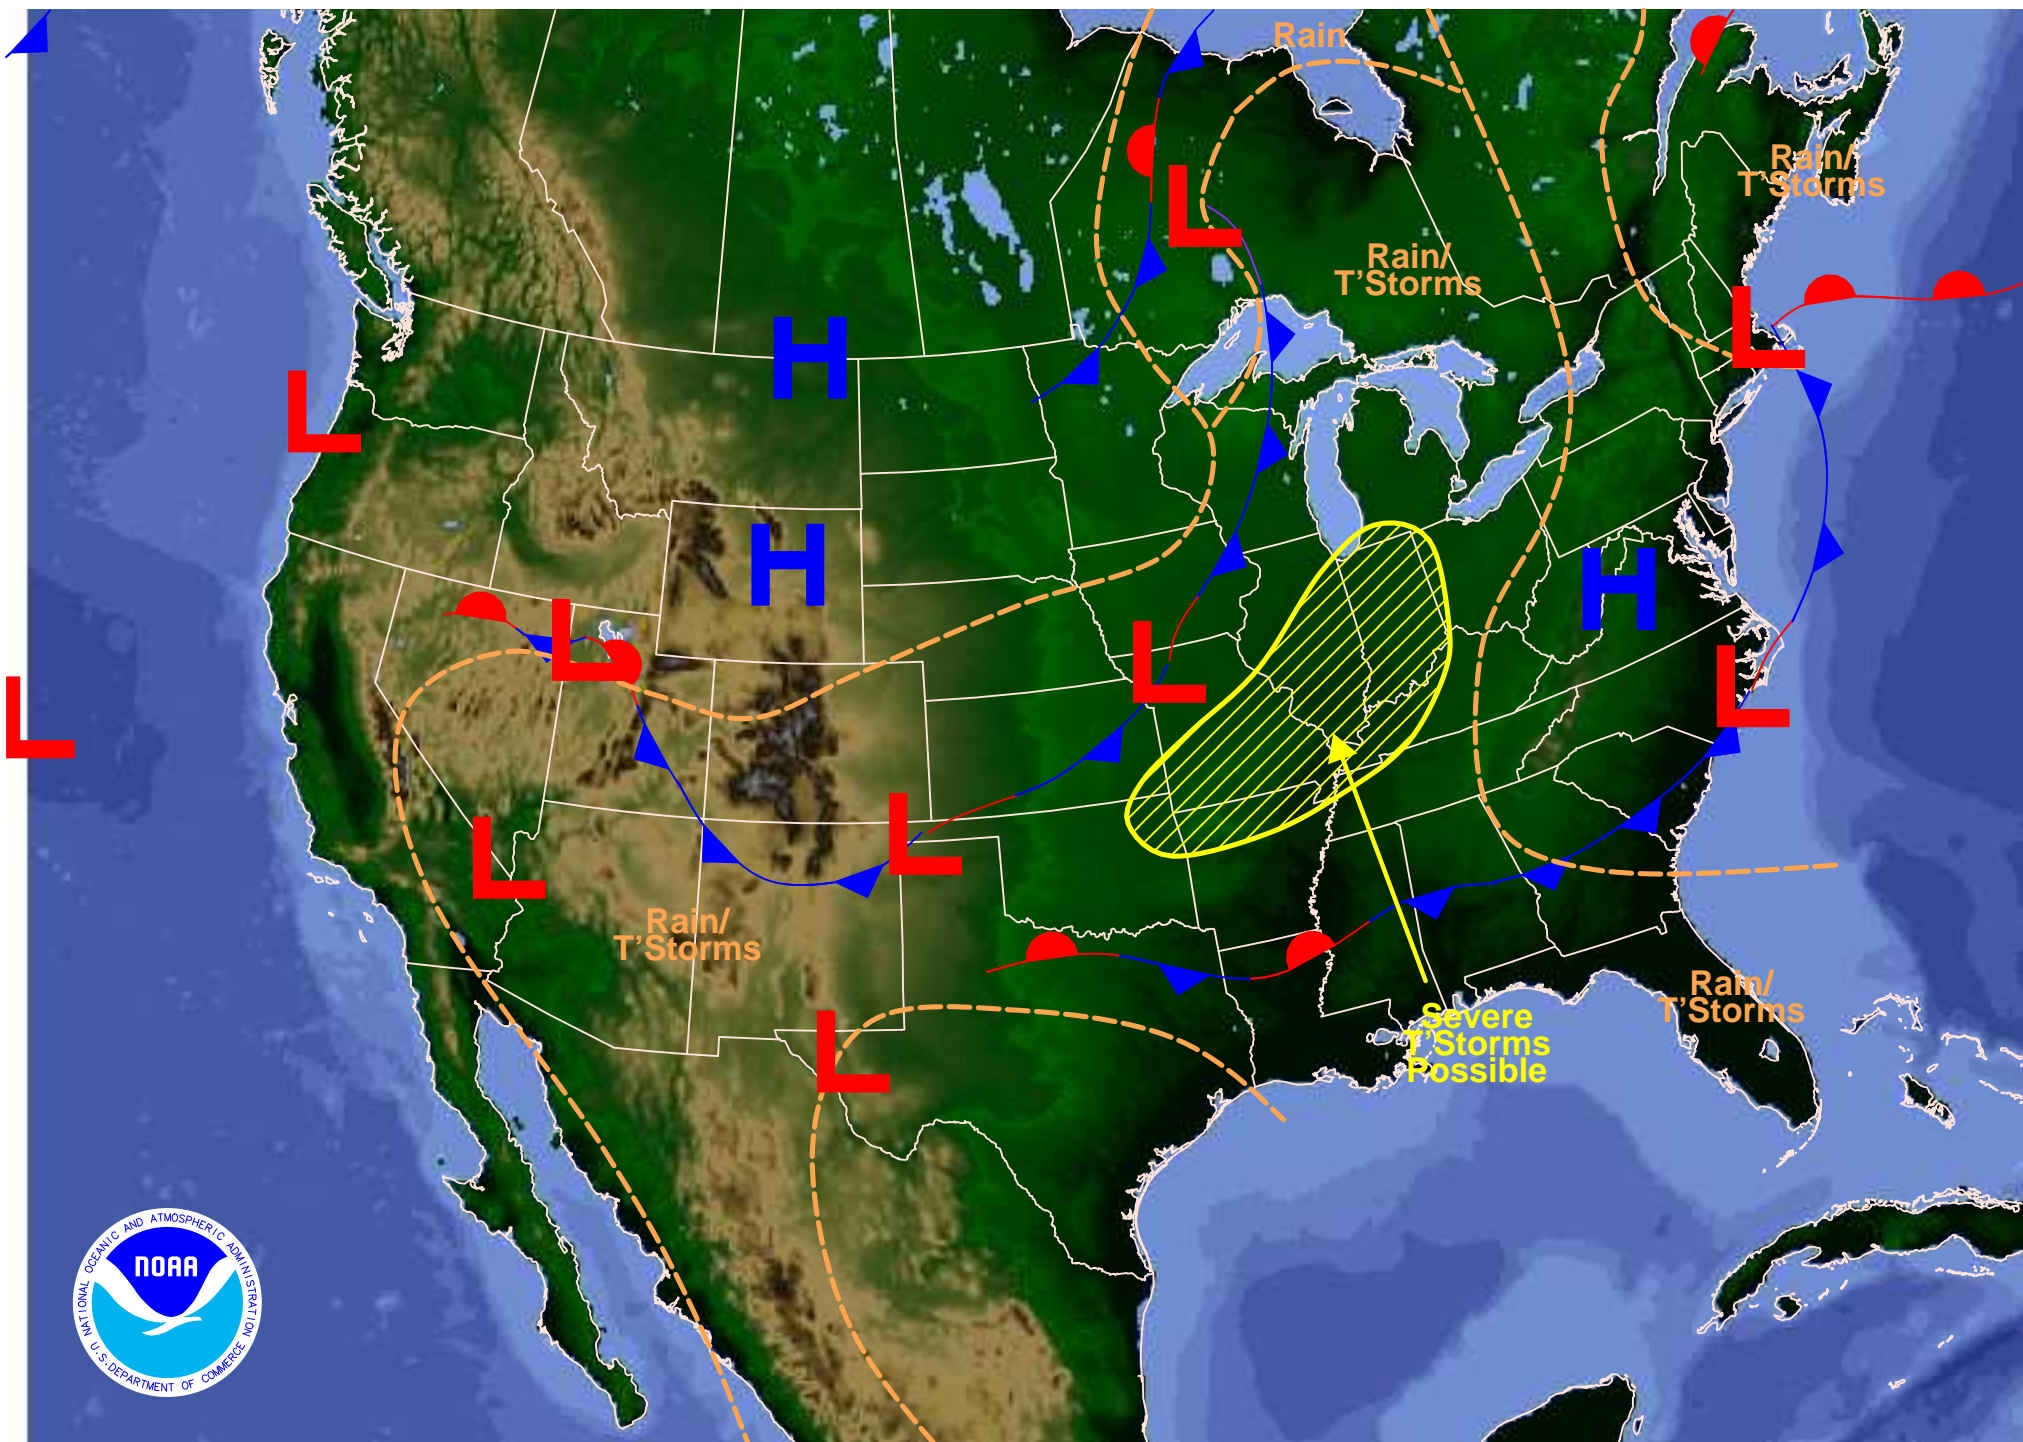 Rain
Rain/
T'Storms
Rain/
T'Storms
H
L
L
L
H
L
H
L
L
L
L
L
L
Rain/
T'Storms
Rain/
T'Storms
Severe
T'Storms
Possible
L
NATIONAL OCEANIC AND ATMOSPHERIC ADMINISTRATION
NOAA
U.S. DEPARTMENT OF COMMERCE